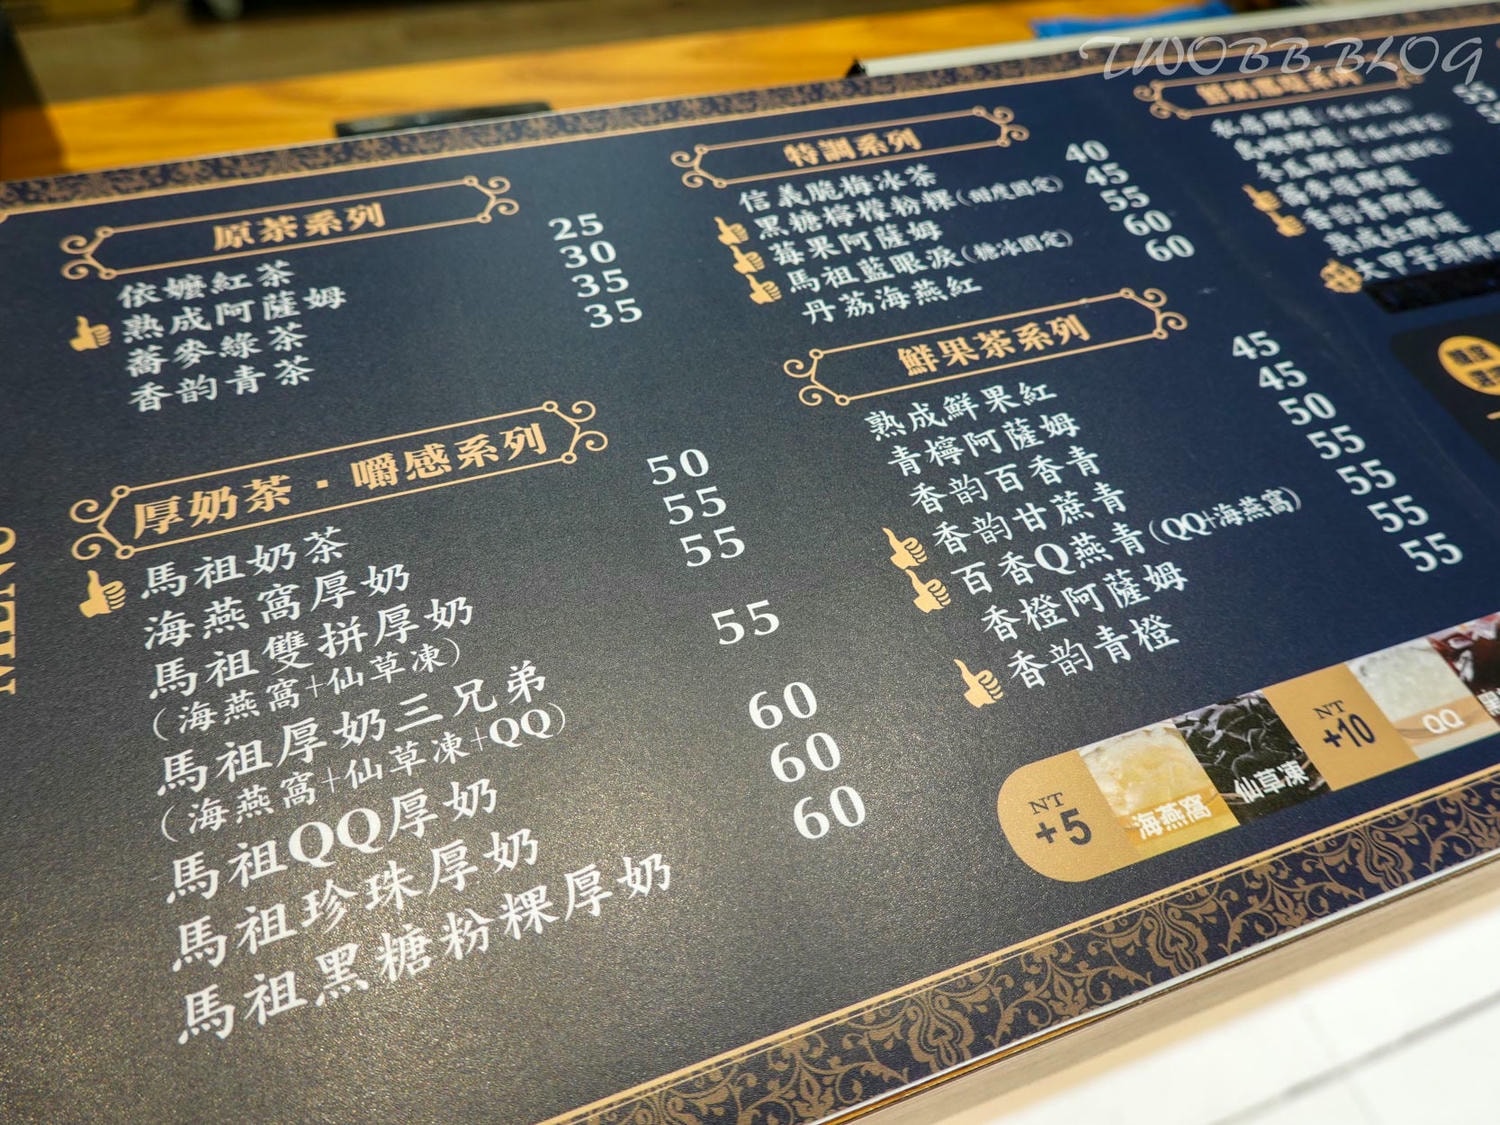 TWOBB.BLOG
原茶系列
依嬤紅茶 25
熟成阿薩姆 30
蕎麥綠茶 35
香韵青茶 35
厚奶茶.嚼感系列
馬祖奶茶 50
海燕窩厚奶 55
馬祖雙拼厚奶 55
(海燕窩+仙草凍)
馬祖厚奶三兄弟 55
(海燕窩+仙草凍+QQ)
馬祖QQ厚奶 60
馬祖珍珠厚奶 60
馬祖黑糖粉粿厚奶 60
特調系列
信義脆梅冰茶 40
黑糖檸檬粉粿(甜度固定) 45
莓果阿薩姆 55
馬祖藍眼淚(糖冰固定) 60
丹荔海燕紅 60
鮮果茶系列
熟成鮮果紅 45
青檸阿薩姆 45
香韵百香青 50
香韵甘蔗青 55
百香Q燕青(QQ+海燕窩) 55
香橙阿薩姆 55
香韵青橙 55
NT
+5
海燕窩
仙草凍
NT
+10
QQ